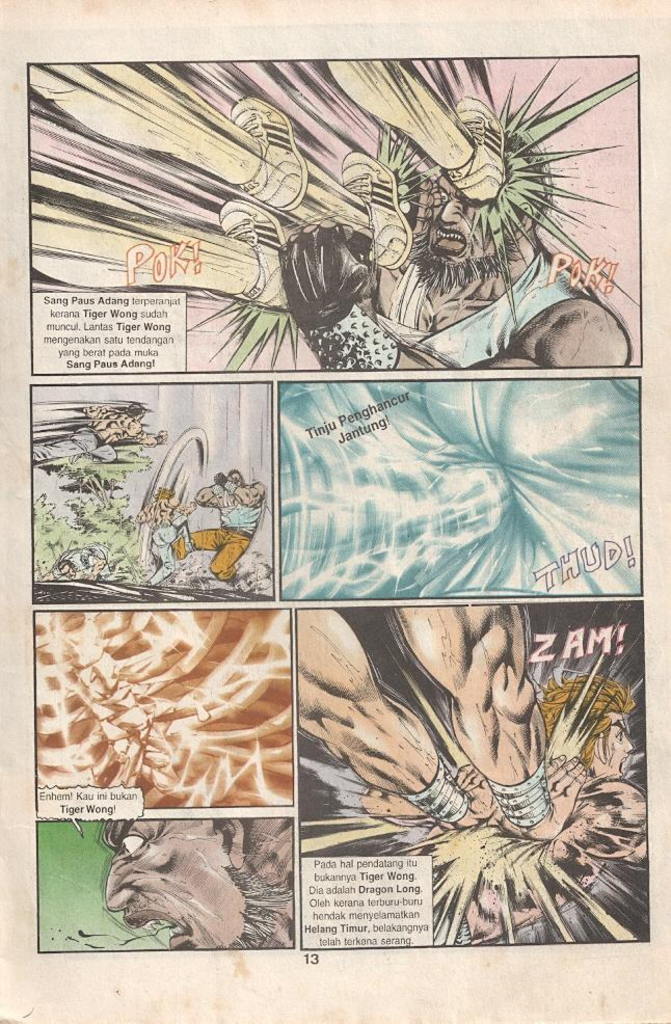 POK!
POK!
Sang Paus Adang terperanjat
kerana Tiger Wong sudah
muncul. Lantas Tiger Wong
mengenakan satu tendangan
yang berat pada muka
Sang Paus Adang!
Tinju Penghancur
Jantung!
THUD!
Enhem! Kau ini bukan
Tiger Wong!
ZAM!
Pada hal pendatang itu
bukannya Tiger Wong.
Dia adalah Dragon Long.
Oleh kerana terburu-buru
hendak menyelamatkan
Helang Timur, belakangnya
telah terkena serang.
13